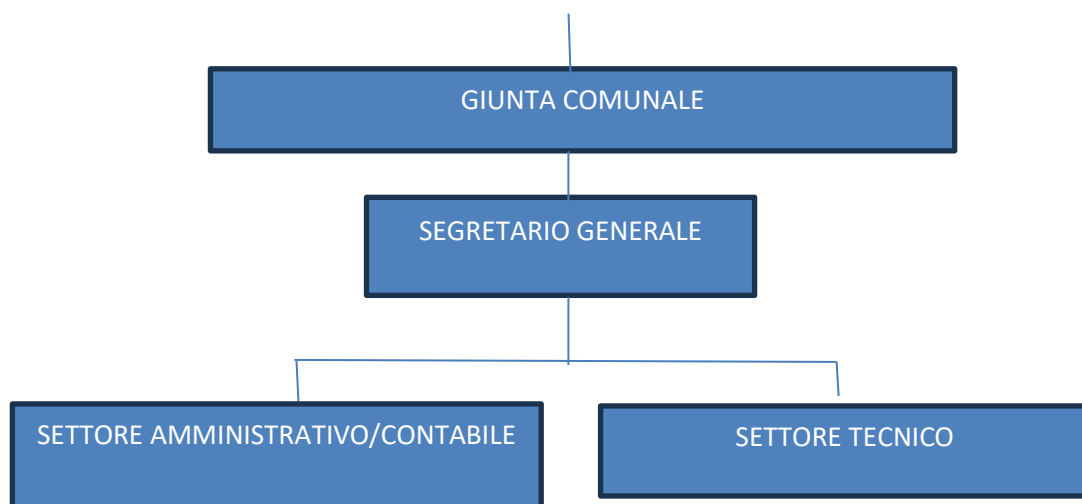 GIUNTA COMUNALE
SEGRETARIO GENERALE
SETTORE AMMINISTRATIVO/CONTABILE
SETTORE TECNICO